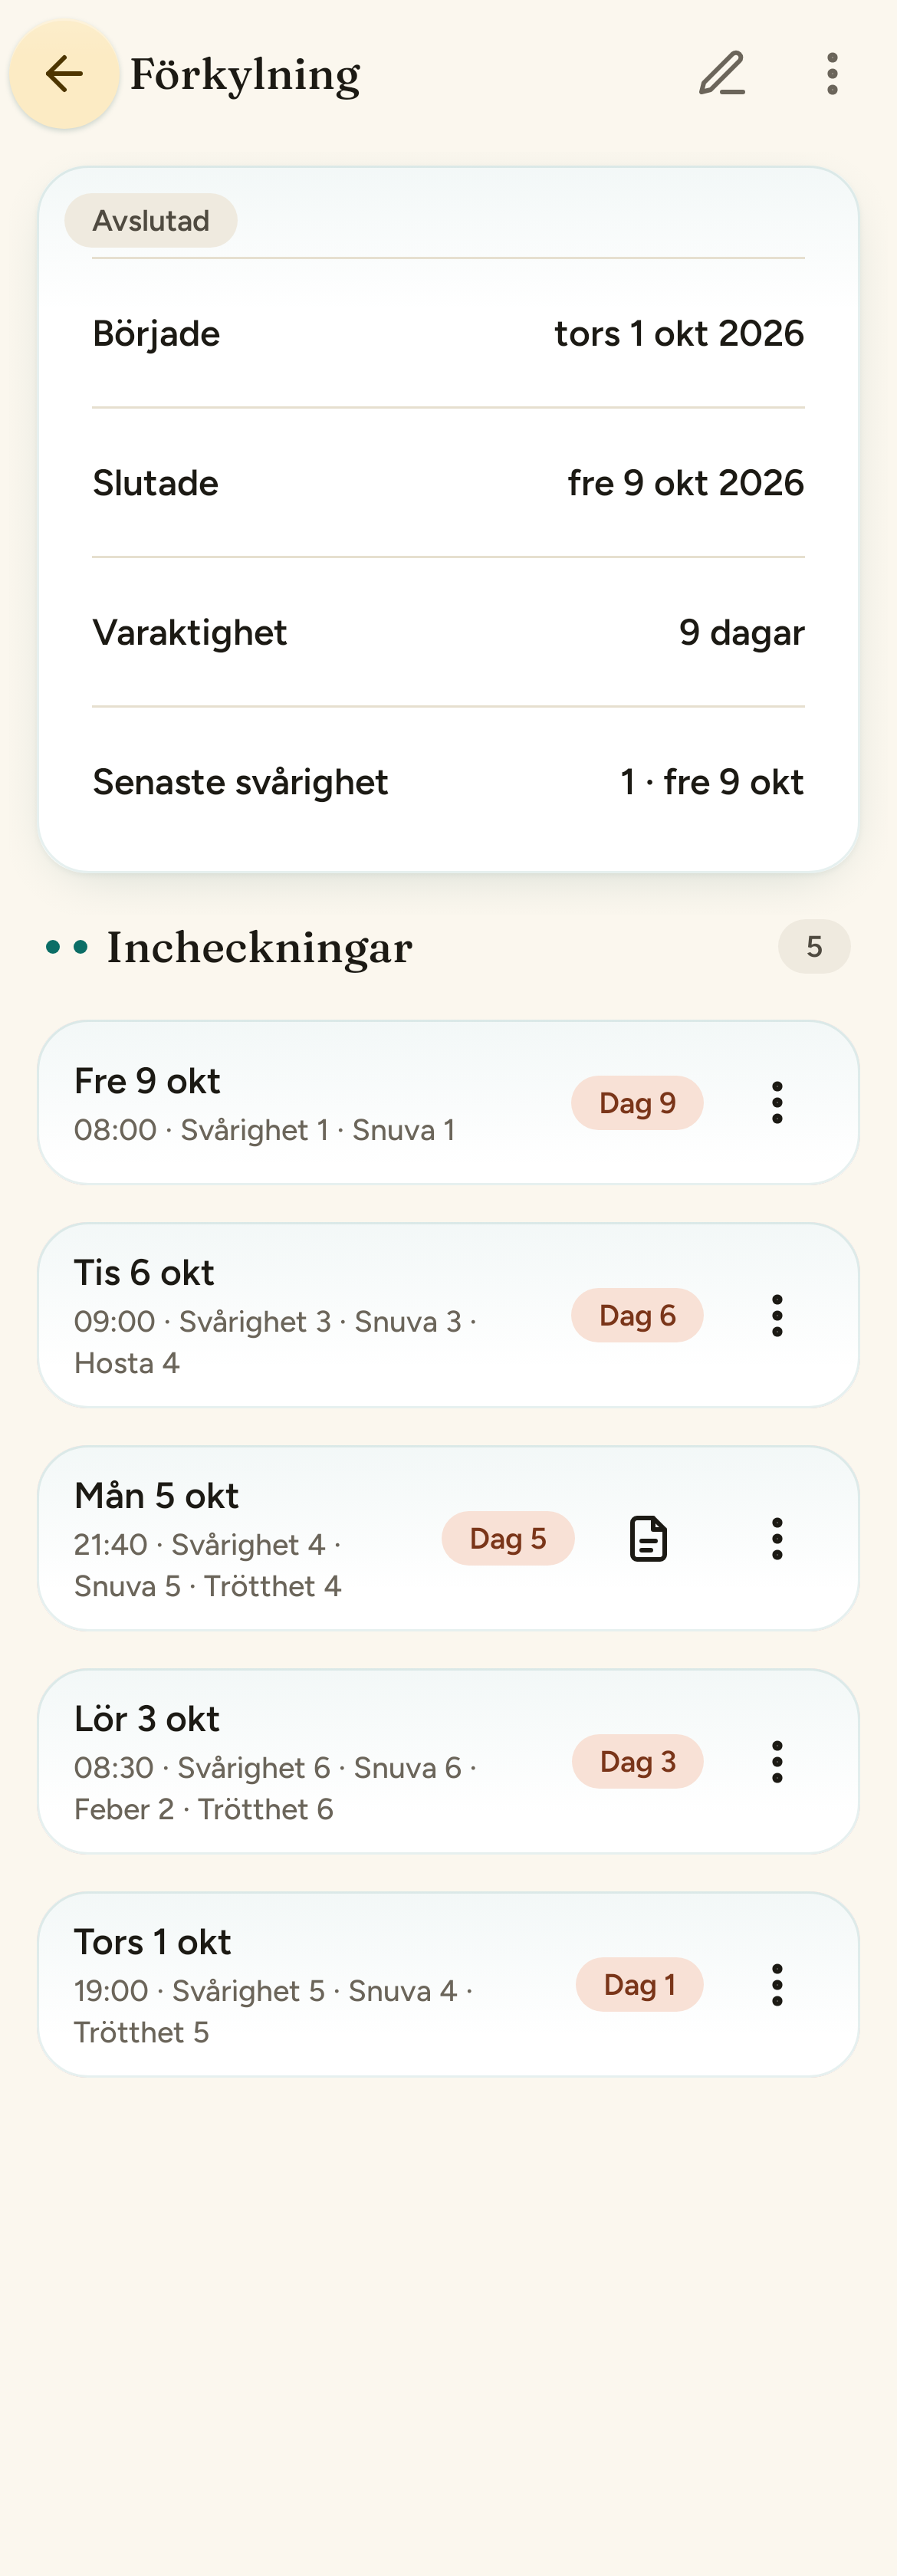 Förkylning
Avslutad
Började tors 1 okt 2026
Slutade fre 9 okt 2026
Varaktighet 9 dagar
Senaste svårighet 1 · fre 9 okt
Incheckningar 5
Fre 9 okt
08:00 · Svårighet 1 · Snuva 1
Dag 9
Tis 6 okt
09:00 · Svårighet 3 · Snuva 3 ·
Hosta 4
Dag 6
Mån 5 okt
21:40 · Svårighet 4 ·
Snuva 5 · Trötthet 4
Dag 5
Lör 3 okt
08:30 · Svårighet 6 · Snuva 6 ·
Feber 2 · Trötthet 6
Dag 3
Tors 1 okt
19:00 · Svårighet 5 · Snuva 4 ·
Trötthet 5
Dag 1